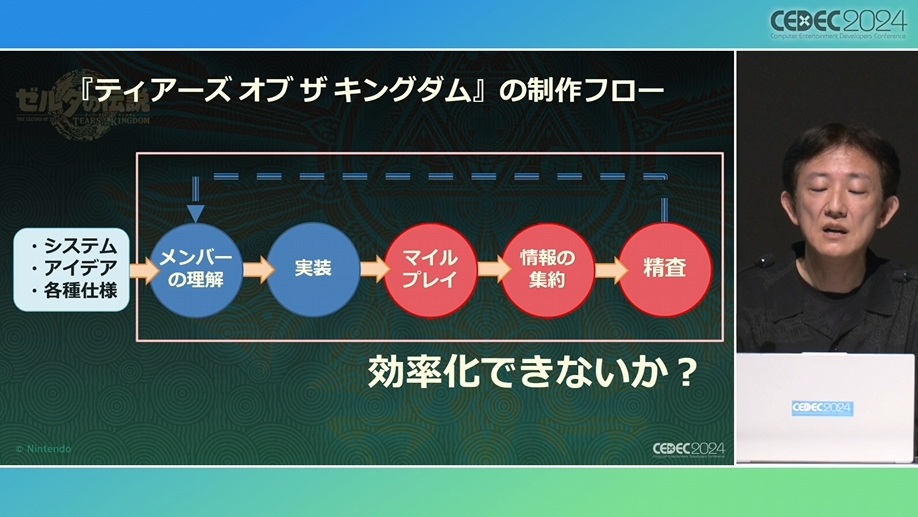 CEDEC2024
Computer Entertainment Developers Conference
『ティアーズ オブ ザ キングダム』の制作フロー
ゼルダの伝説
TEARS OF THE KINGDOM
・システム
・アイデア
・各種仕様
メンバー
の理解
実装
マイル
プレイ
情報の
集約
精査
効率化できないか？
© Nintendo
CEDEC2024
CEDEC2024